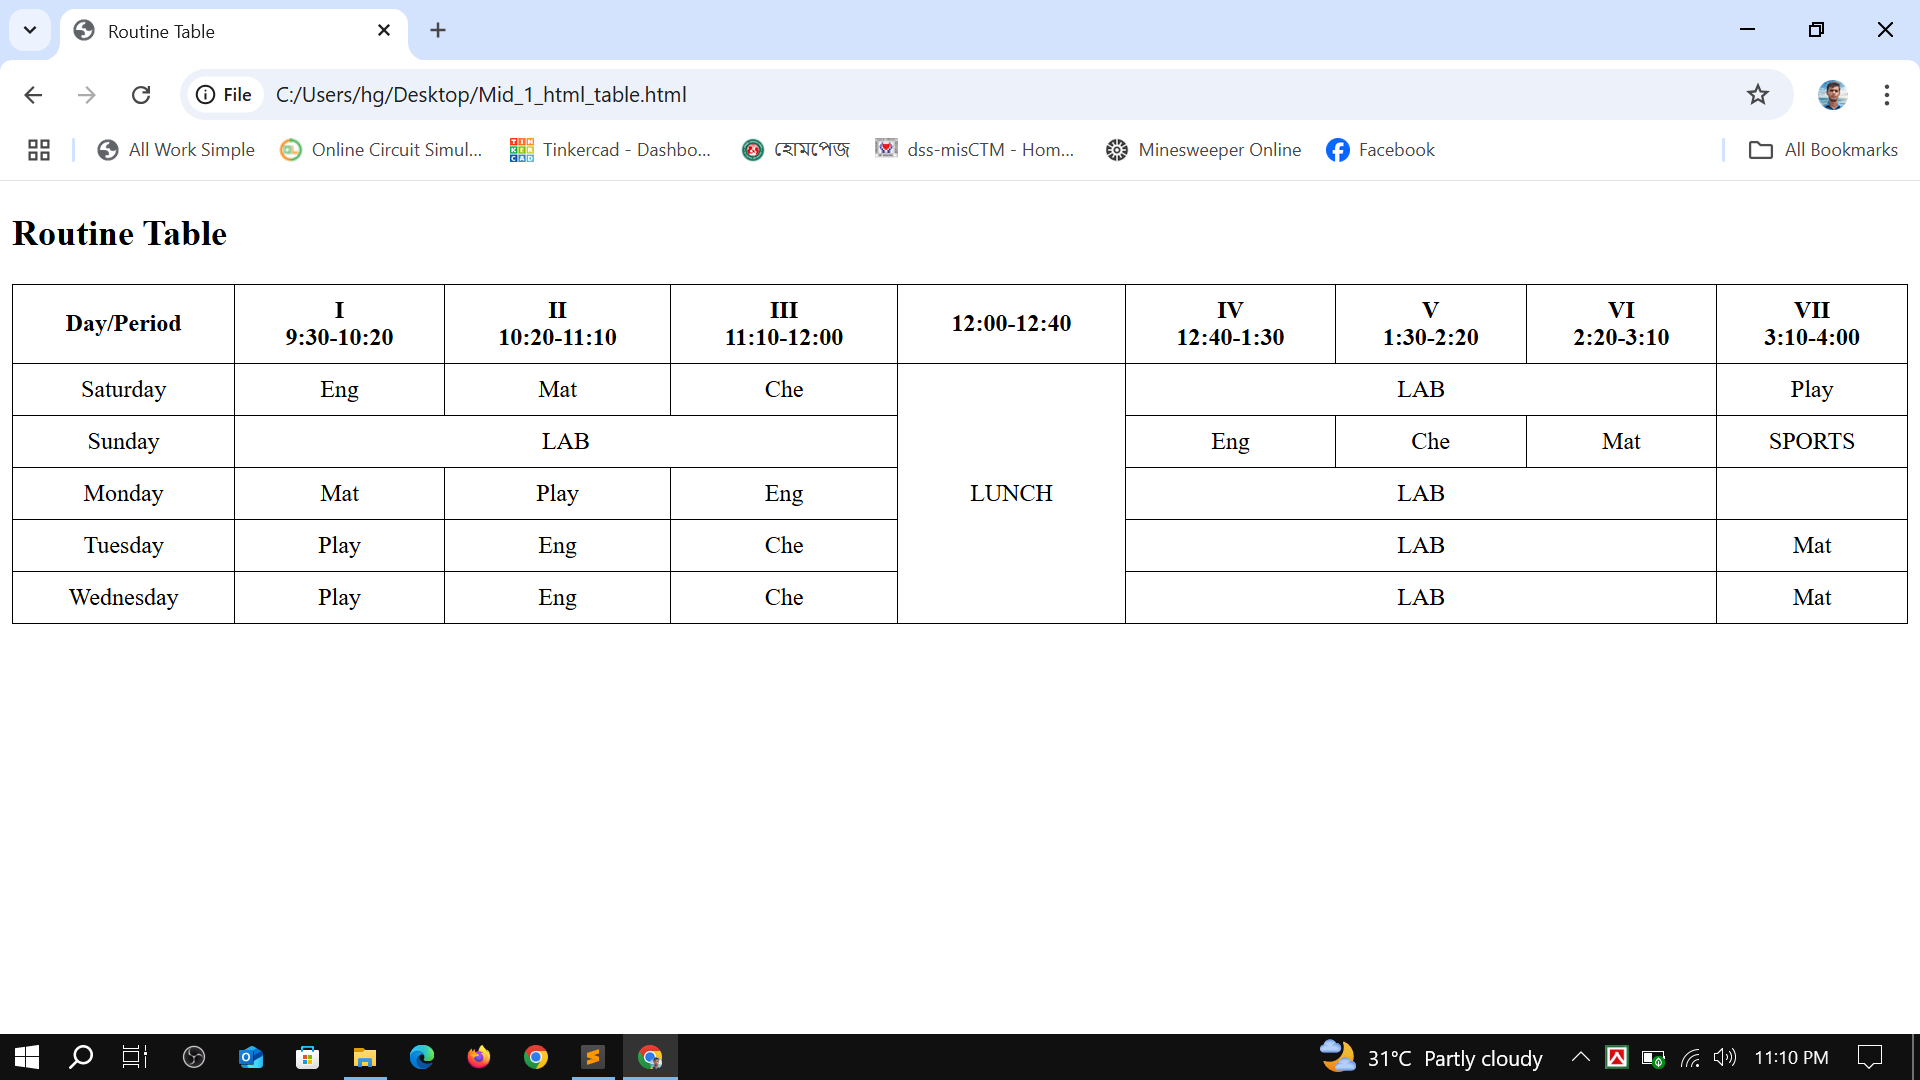 Routine Table
File C:/Users/hg/Desktop/Mid_1_html_table.html
All Work Simple Online Circuit Simul... Tinkercad - Dashbo... হোমপেজ dss-misCTM - Hom... Minesweeper Online Facebook All Bookmarks
Routine Table
Day/Period I 9:30-10:20 II 10:20-11:10 III 11:10-12:00 12:00-12:40 IV 12:40-1:30 V 1:30-2:20 VI 2:20-3:10 VII 3:10-4:00
Saturday Eng Mat Che LAB Play
Sunday LAB Eng Che Mat SPORTS
Monday Mat Play Eng LUNCH LAB
Tuesday Play Eng Che LAB Mat
Wednesday Play Eng Che LAB Mat
31°C Partly cloudy 11:10 PM